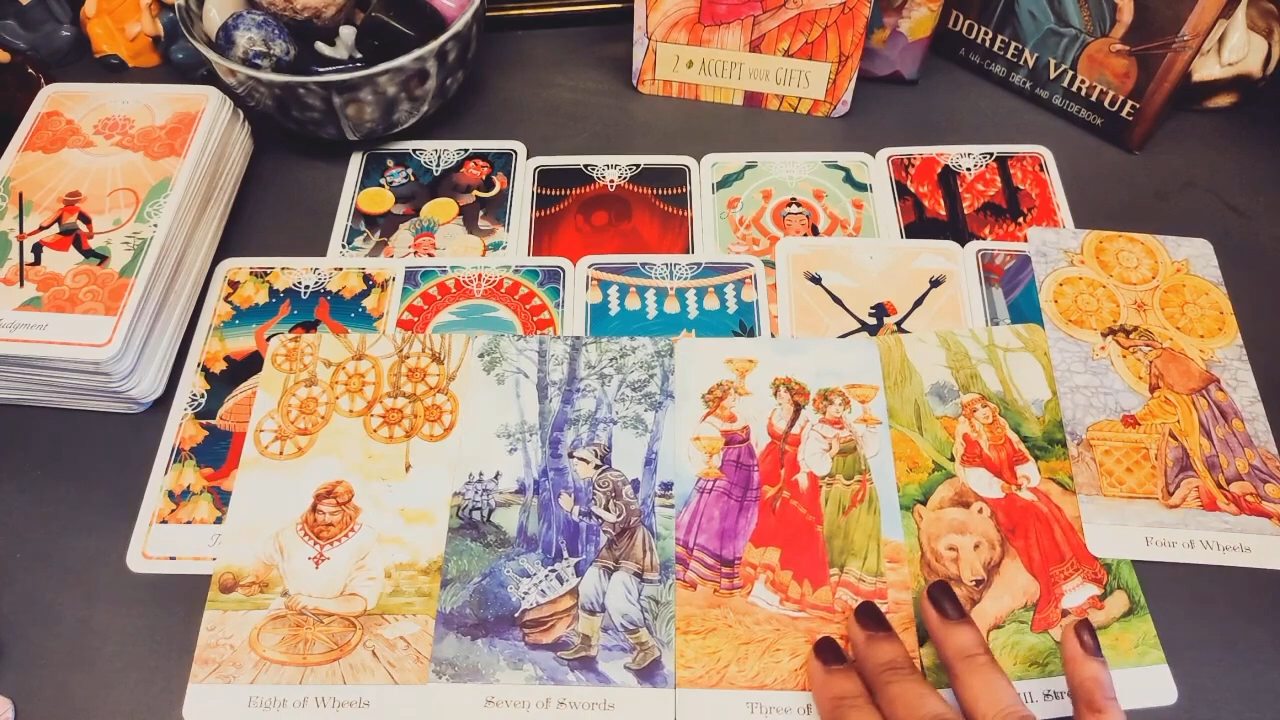 2 ACCEPT YOUR GIFTS
DOREEN VIRTUE
A 44-CARD DECK AND GUIDEBOOK
Judgment
Four of Wheels
Eight of Wheels
Seven of Swords
Three of